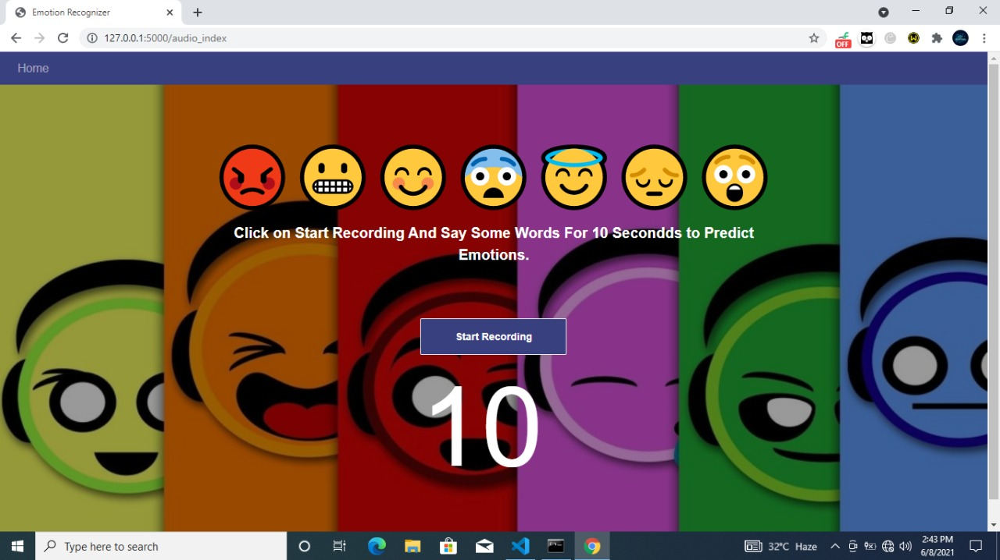 Emotion Recognizer
127.0.0.1:5000/audio_index
OFF
Home
Click on Start Recording And Say Some Words For 10 Secondds to Predict
Emotions.
Start Recording
10
Type here to search
32°C Haze
2:43 PM
6/8/2021